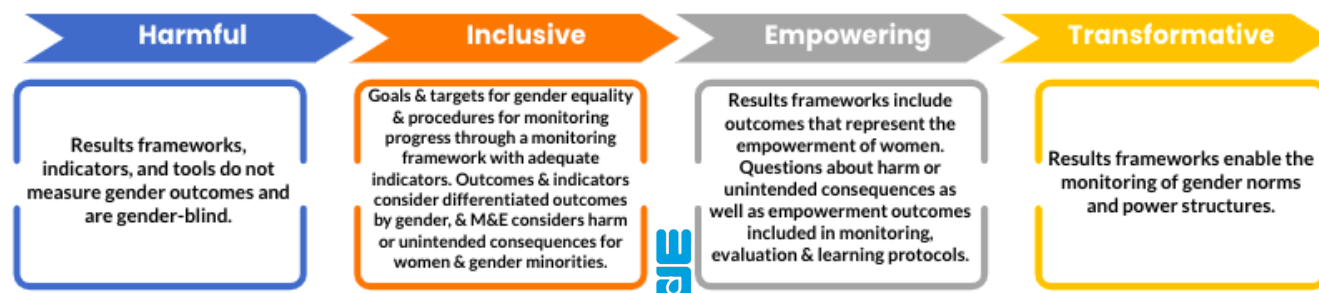 Harmful
Inclusive
Empowering
Transformative
Results frameworks,
indicators, and tools do not
measure gender outcomes and
are gender-blind.
Goals & targets for gender equality
& procedures for monitoring
progress through a monitoring
framework with adequate
indicators. Outcomes & indicators
consider differentiated outcomes
by gender, & M&E considers harm
or unintended consequences for
women & gender minorities.
Results frameworks include
outcomes that represent the
empowerment of women.
Questions about harm or
unintended consequences as
well as empowerment outcomes
included in monitoring,
evaluation & learning protocols.
Results frameworks enable the
monitoring of gender norms
and power structures.